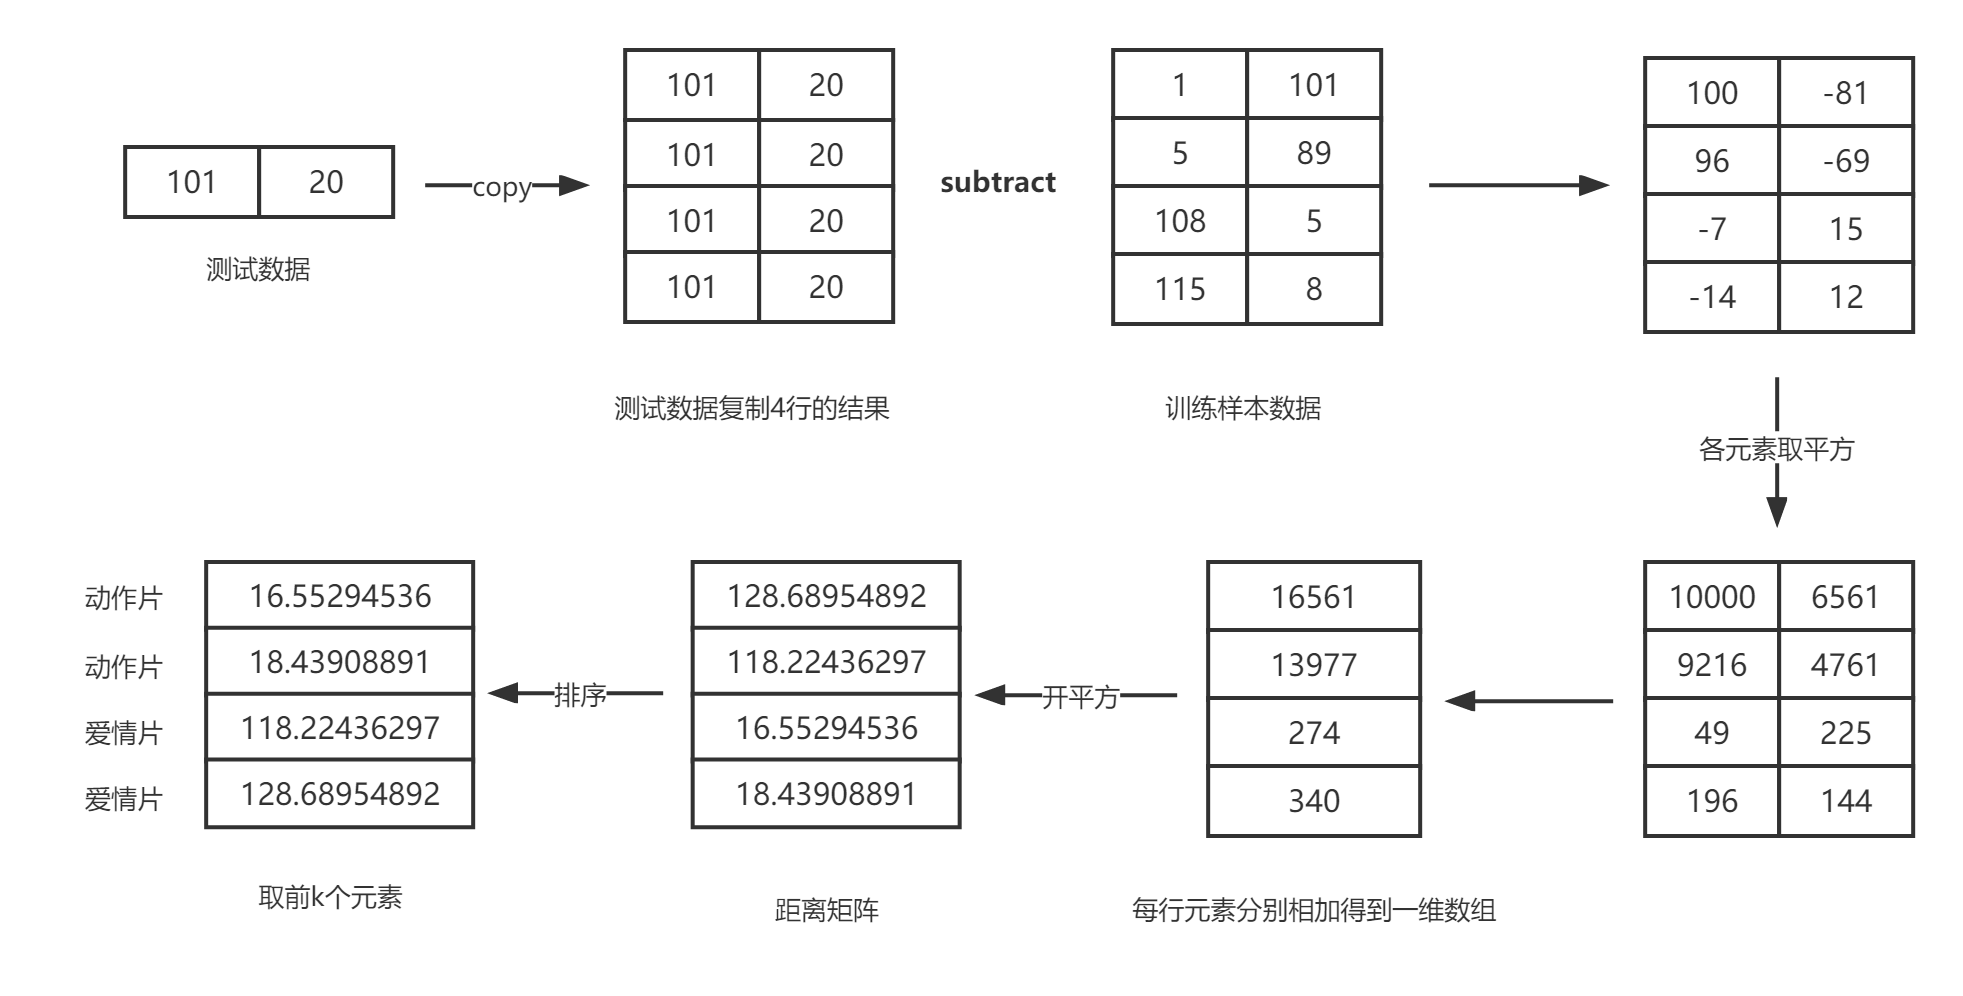 101 20
测试数据
copy
101 20
101 20
101 20
101 20
测试数据复制4行的结果
subtract
1 101
5 89
108 5
115 8
训练样本数据
100 -81
96 -69
-7 15
-14 12
各元素取平方
10000 6561
9216 4761
49 225
196 144
16561
13977
274
340
每行元素分别相加得到一维数组
开平方
128.68954892
118.22436297
16.55294536
18.43908891
距离矩阵
排序
动作片 16.55294536
动作片 18.43908891
爱情片 118.22436297
爱情片 128.68954892
取前k个元素